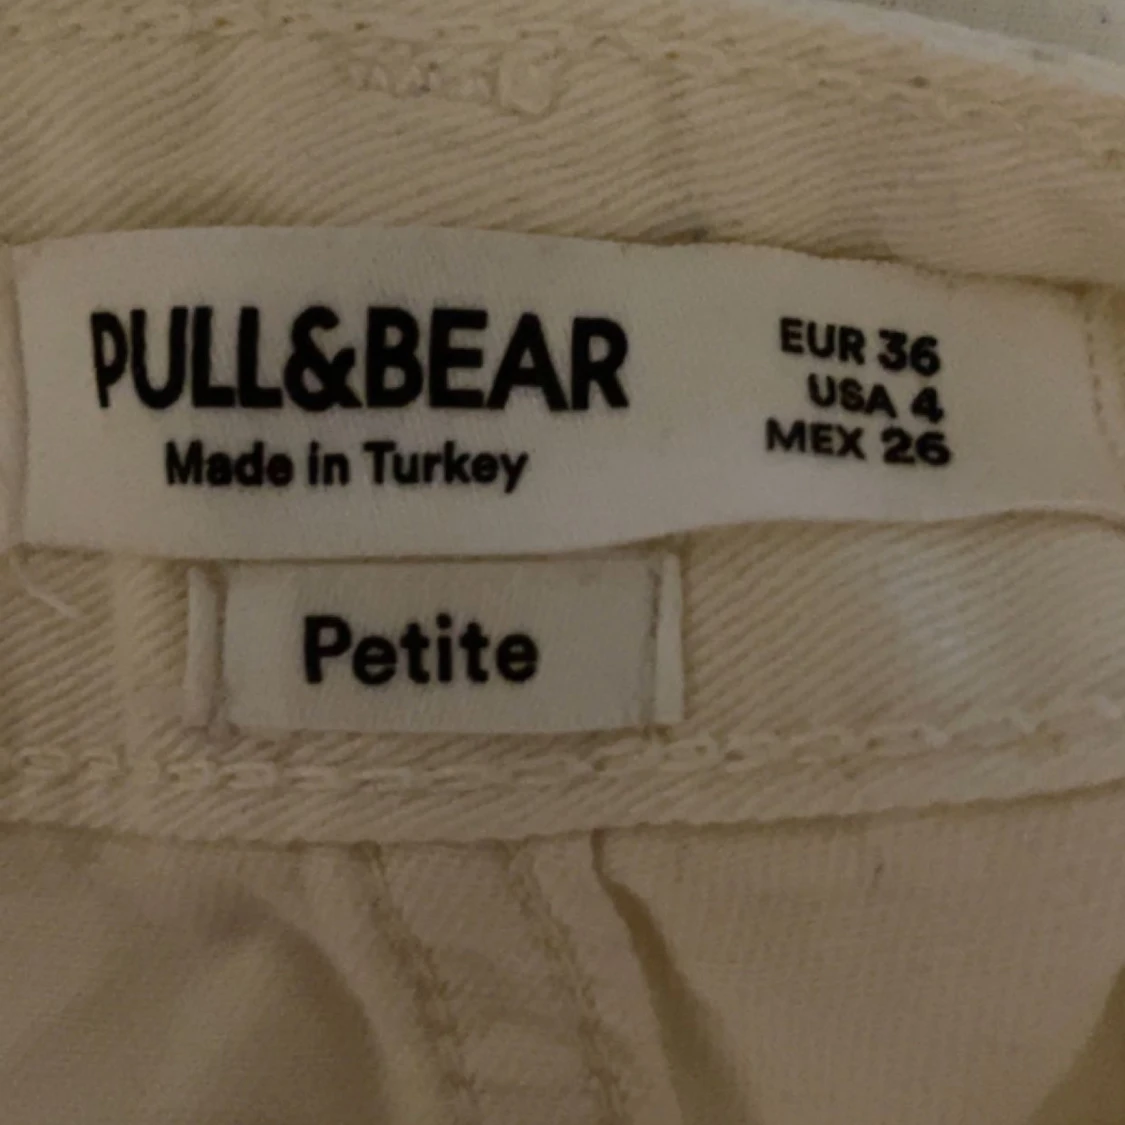 PULL&BEAR
Made in Turkey
EUR 36
USA 4
MEX 26
Petite